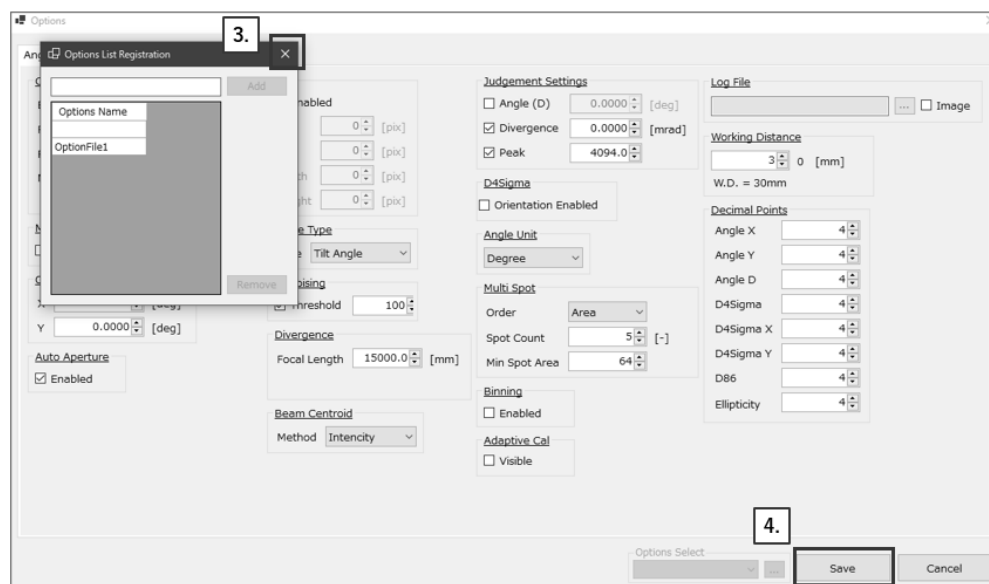 Options
3.
Options List Registration
Add
Options Name
OptionFile1
Remove
nabled
0 [pix]
0 [pix]
0 [pix]
0 [pix]
Type
Tilt Angle
Threshold 100
[deg]
Y 0.0000 [deg]
Auto Aperture
Enabled
Divergence
Focal Length 15000.0 [mm]
Beam Centroid
Method Intencity
Judgement Settings
Angle (D) 0.0000 [deg]
Divergence 0.0000 [mrad]
Peak 4094.0
D4Sigma
Orientation Enabled
Angle Unit
Degree
Multi Spot
Order Area
Spot Count 5 [-]
Min Spot Area 64
Binning
Enabled
Adaptive Cal
Visible
Log File
... Image
Working Distance
3 0 [mm]
W.D. = 30mm
Decimal Points
Angle X 4
Angle Y 4
Angle D 4
D4Sigma 4
D4Sigma X 4
D4Sigma Y 4
D86 4
Ellipticity 4
4.
Options Select
...
Save
Cancel